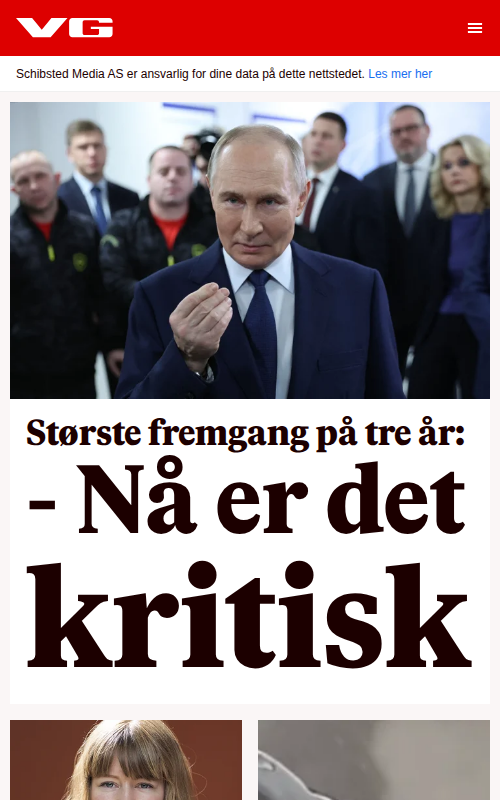 VG
Schibsted Media AS er ansvarlig for dine data på dette nettstedet. Les mer her
Største fremgang på tre år:
- Nå er det
kritisk